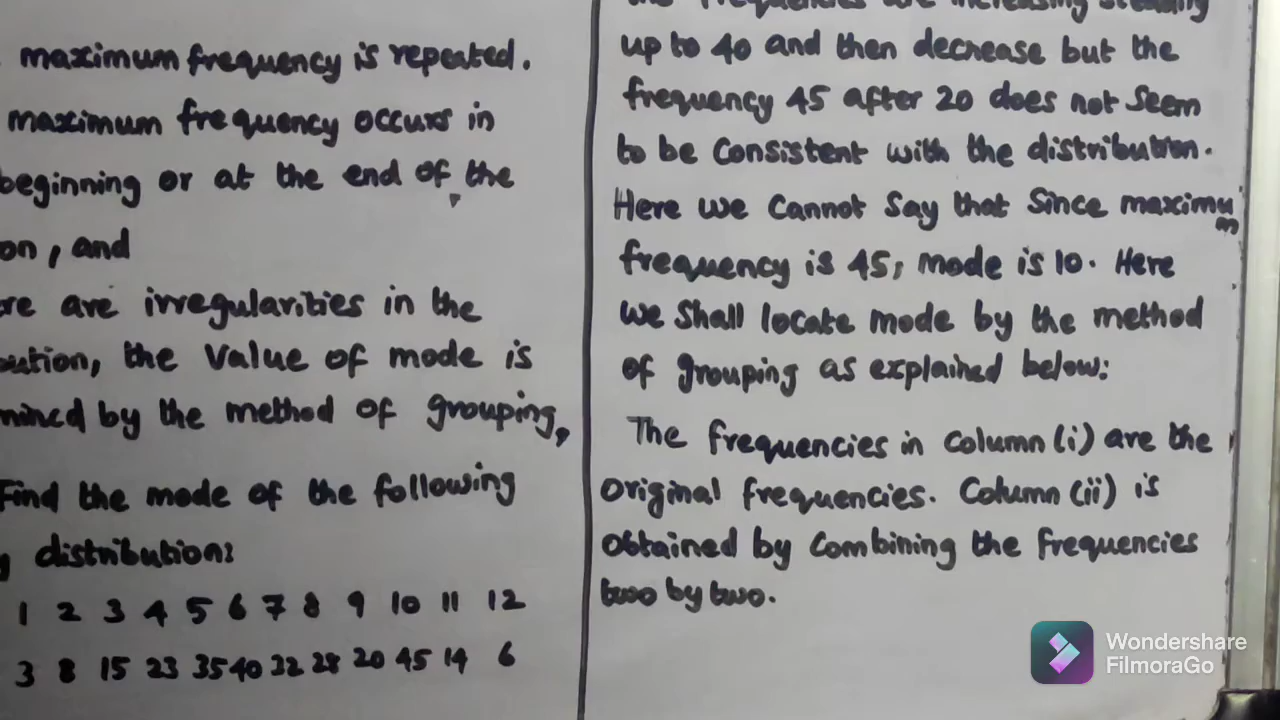 maximum frequency is repeated.
maximum frequency occurs in
beginning or at the end of the
on, and
re are irregularities in the
ution, the value of mode is
mined by the method of grouping,
Find the mode of the following
y distribution:
1 2 3 4 5 6 7 8 9 10 11 12
3 8 15 23 35 40 32 28 20 45 14 6
the frequencies are increasing steadily
up to 40 and then decrease but the
frequency 45 after 20 does not seem
to be consistent with the distribution.
Here we cannot say that since maximum
frequency is 45, mode is 10. Here
we shall locate mode by the method
of grouping as explained below:
The frequencies in column (i) are the
original frequencies. Column (ii) is
obtained by combining the frequencies
two by two.
Wondershare
FilmoraGo